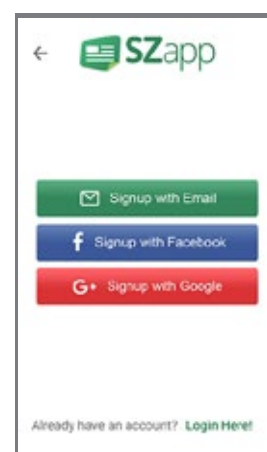 SZapp
Signup with Email
f Signup with Facebook
G+ Signup with Google
Already have an account? Login Here!